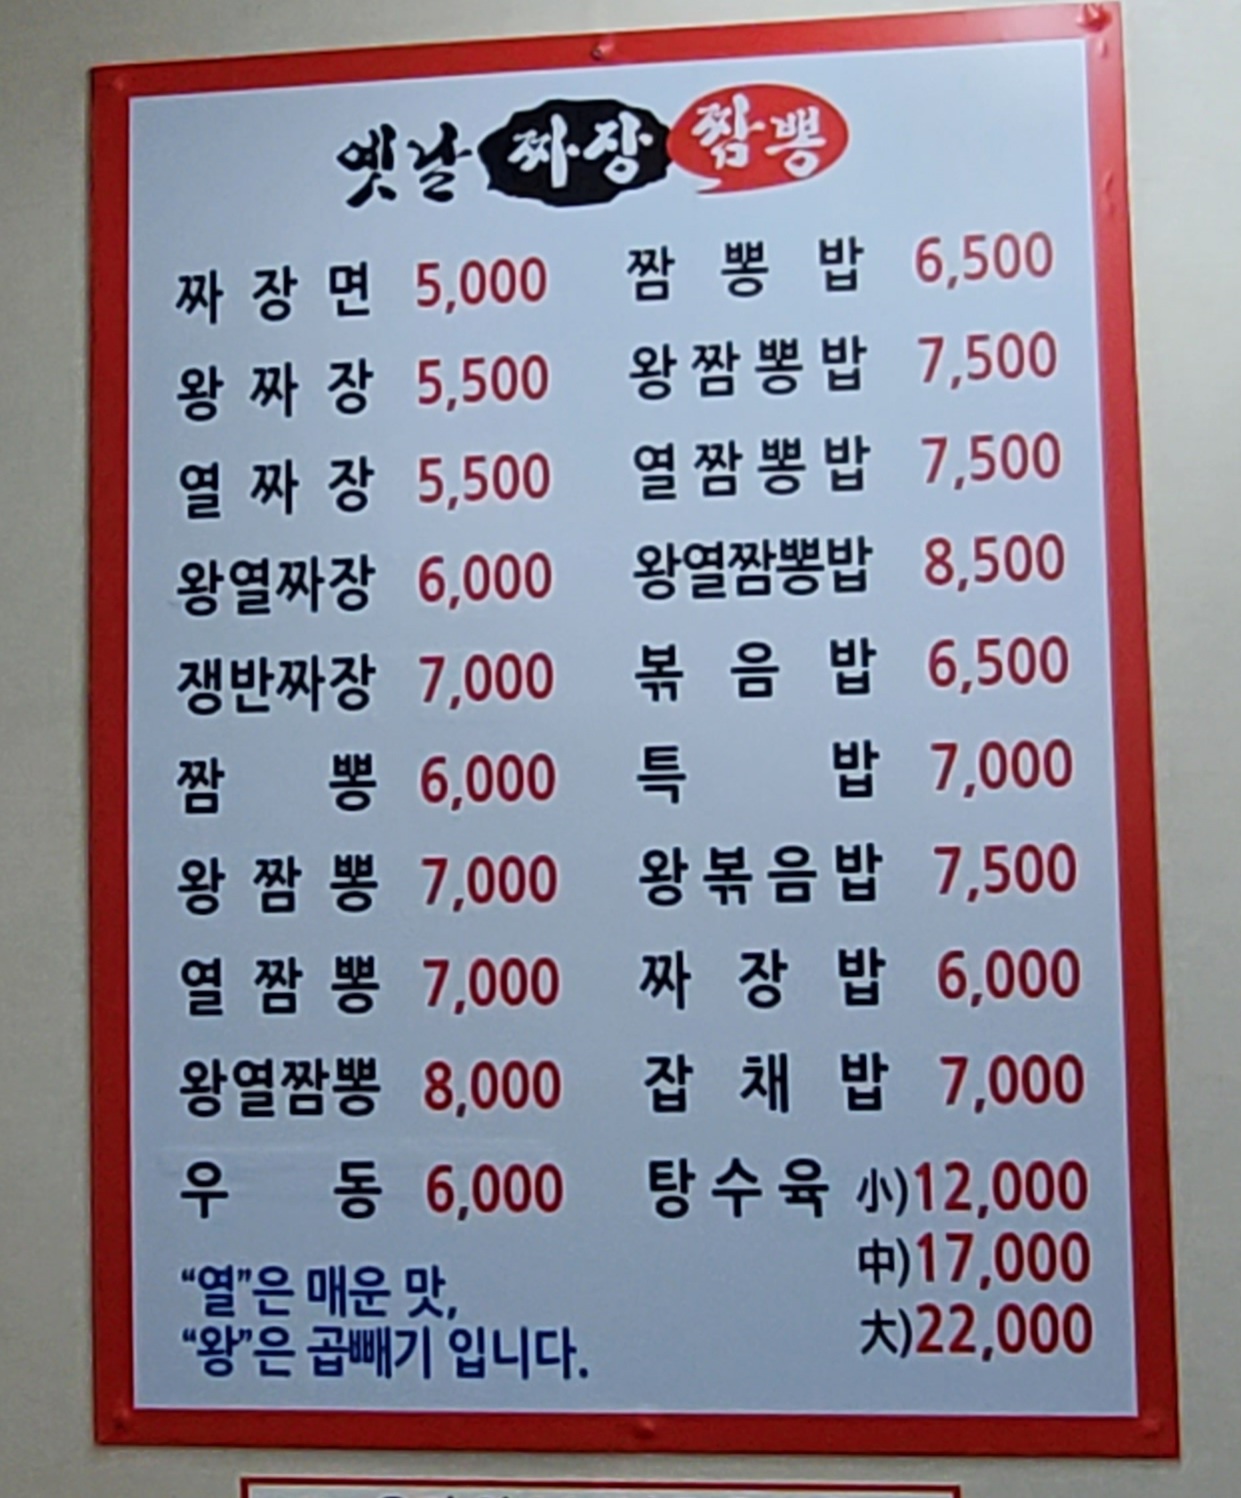 옛날 짜장 짬뽕
짜장면 5,000
왕짜장 5,500
열짜장 5,500
왕열짜장 6,000
쟁반짜장 7,000
짬뽕 6,000
왕짬뽕 7,000
열짬뽕 7,000
왕열짬뽕 8,000
우동 6,000
"열"은 매운 맛,
"왕"은 곱빼기 입니다.
짬뽕밥 6,500
왕짬뽕밥 7,500
열짬뽕밥 7,500
왕열짬뽕밥 8,500
볶음밥 6,500
특밥 7,000
왕볶음밥 7,500
짜장밥 6,000
잡채밥 7,000
탕수육 小)12,000
中)17,000
大)22,000